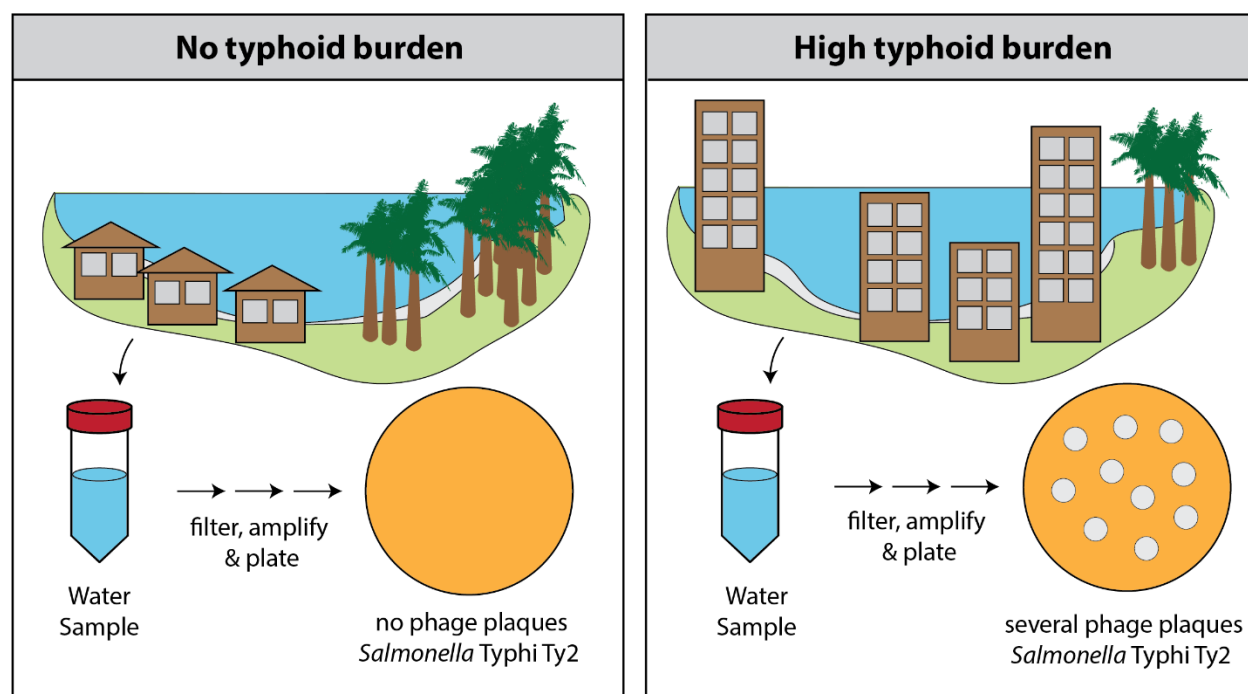 No typhoid burden
filter, amplify
& plate
Water
Sample
no phage plaques
Salmonella Typhi Ty2
High typhoid burden
filter, amplify
& plate
Water
Sample
several phage plaques
Salmonella Typhi Ty2